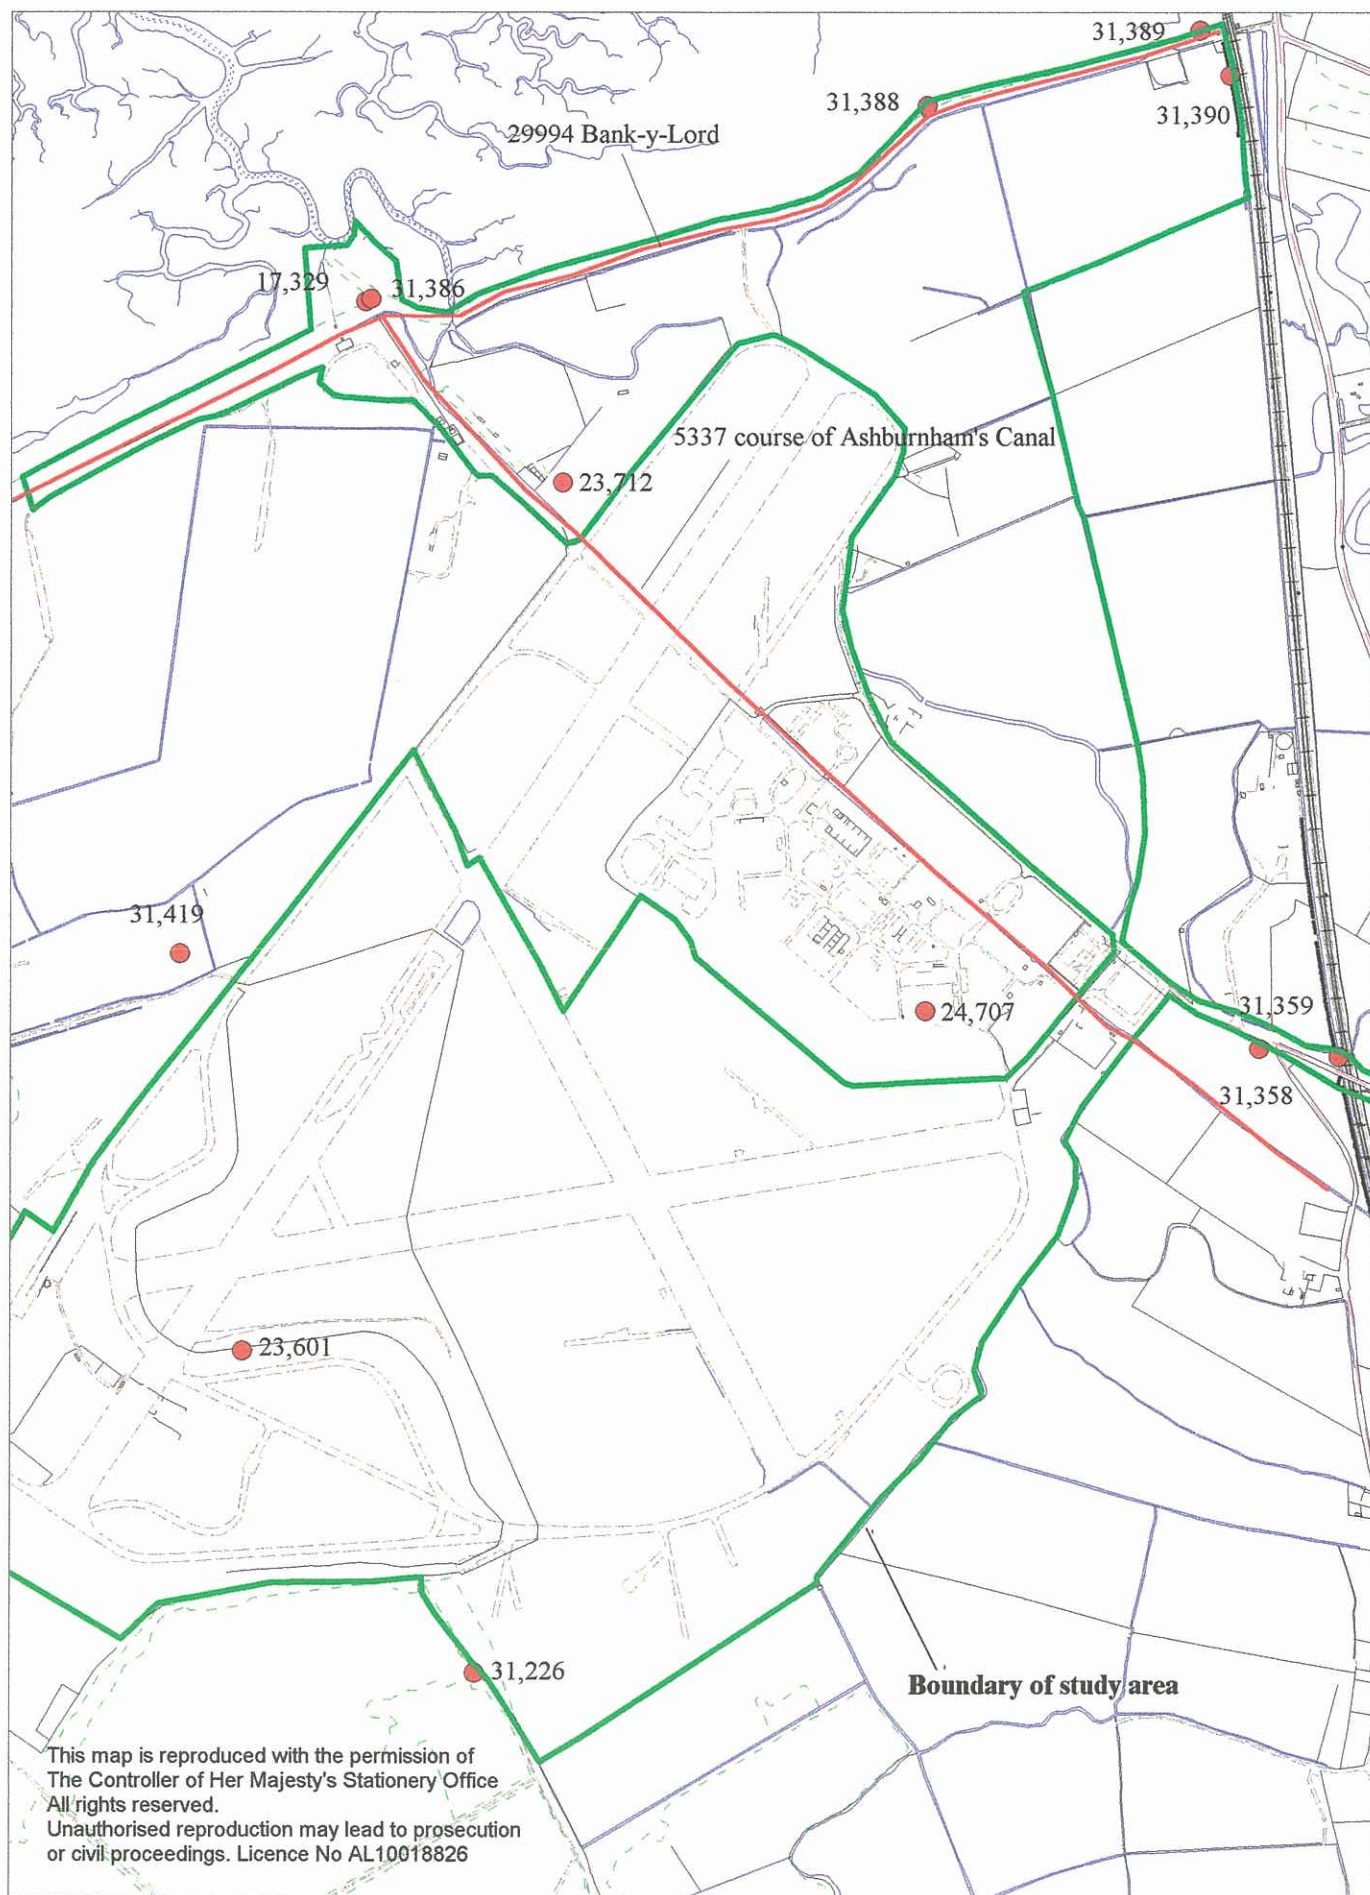 31,389
31,388
31,390
29994 Bank-y-Lord
17,329
31,386
5337 course of Ashburnham's Canal
23,712
31,419
24,707
31,359
31,358
23,601
31,226
Boundary of study area
This map is reproduced with the permission of
The Controller of Her Majesty's Stationery Office
All rights reserved.
Unauthorised reproduction may lead to prosecution
or civil proceedings. Licence No AL10018826